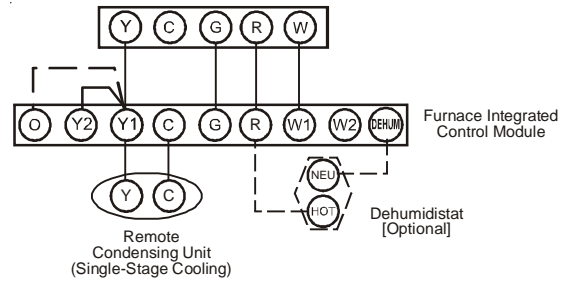 Y C G R W
O Y2 Y1 C G R W1 W2 DEHUM
Furnace Integrated
Control Module
NEU
Y C
HOT
Dehumidistat
[Optional]
Remote
Condensing Unit
(Single-Stage Cooling)